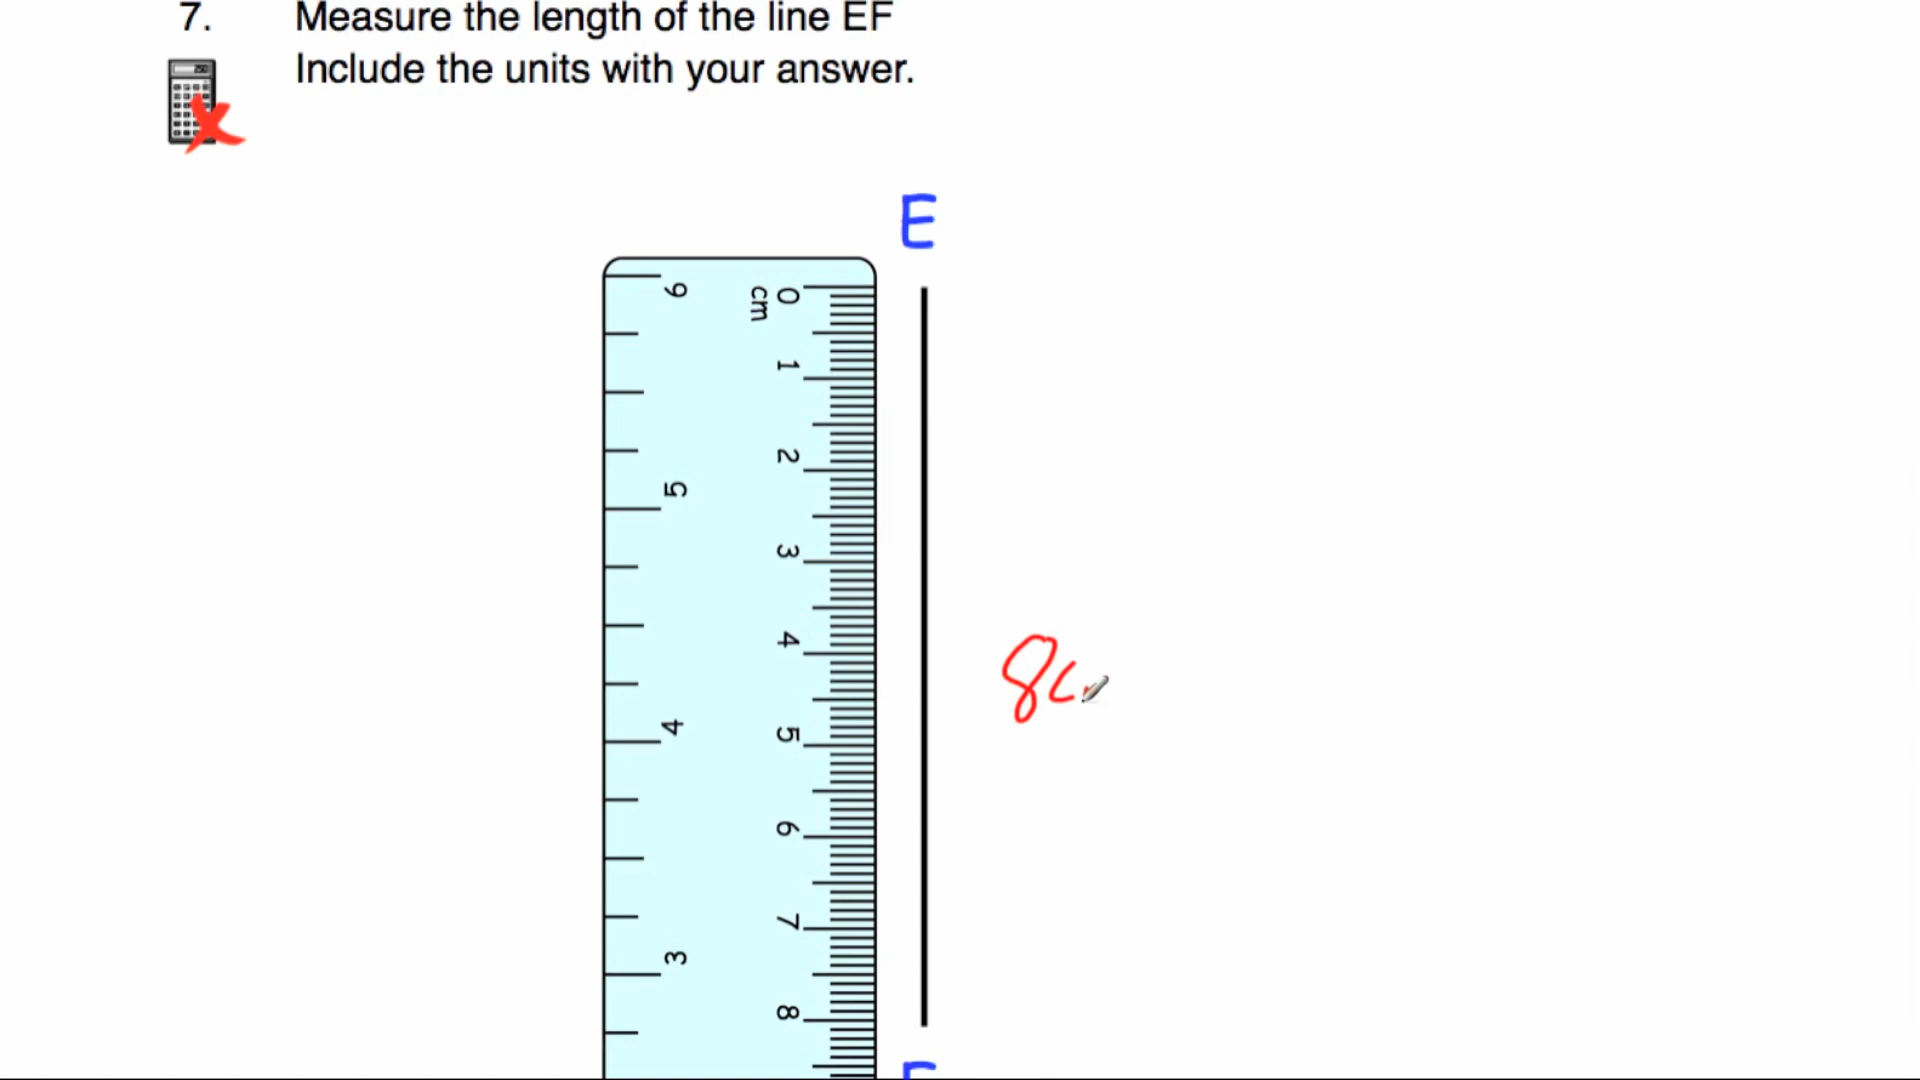 7. Measure the length of the line EF
Include the units with your answer.
E
6
0
cm
1
2
5
3
4
8c
4
5
6
7
3
8